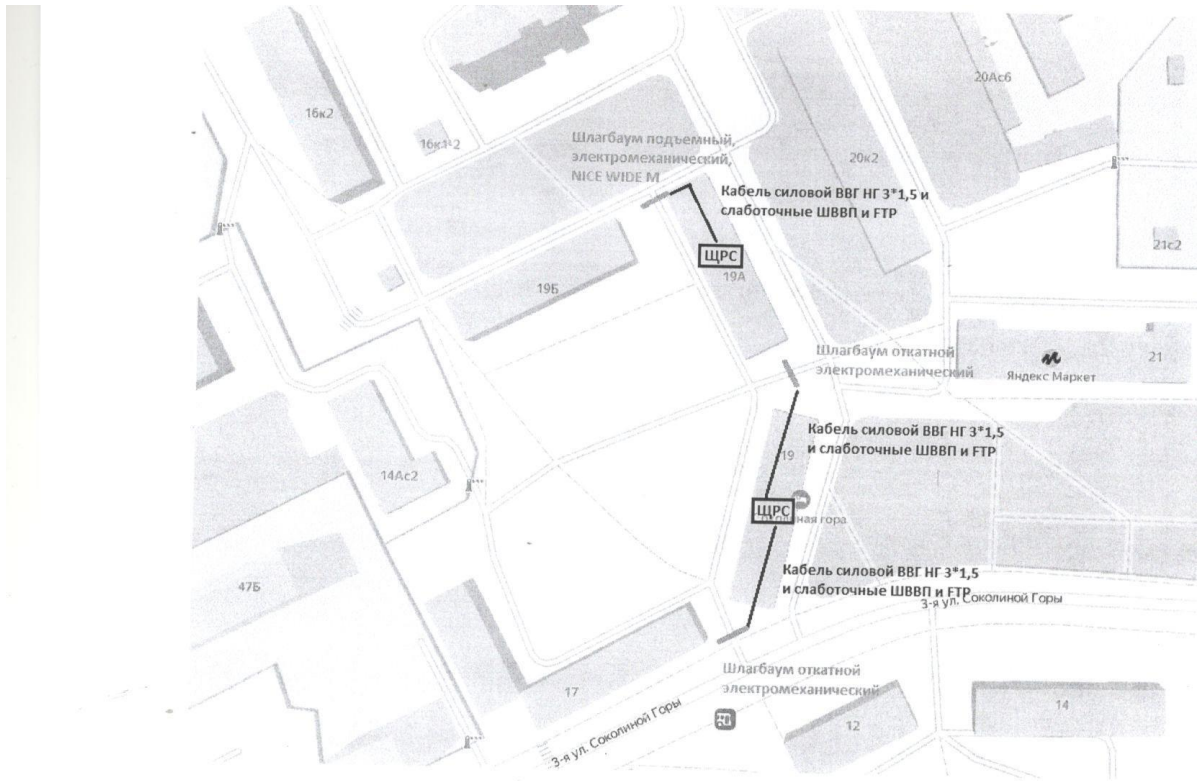 16к2
20Ас6
16к1-2
Шлагбаум подъемный,
электромеханический,
NICE WIDE M
20к2
Кабель силовой ВВГ НГ 3*1,5 и
слаботочные ШВВП и FTP
ЩРС
19А
21с2
19Б
Шлагбаум откатной
электромеханический
21
Яндекс Маркет
Кабель силовой ВВГ НГ 3*1,5
и слаботочные ШВВП и FTP
19
14Ас2
ЩРС
гора
Кабель силовой ВВГ НГ 3*1,5
и слаботочные ШВВП и FTP
47Б
3-я ул. Соколиной Горы
Шлагбаум откатной
электромеханический
17
14
12
3-я ул. Соколиной Горы